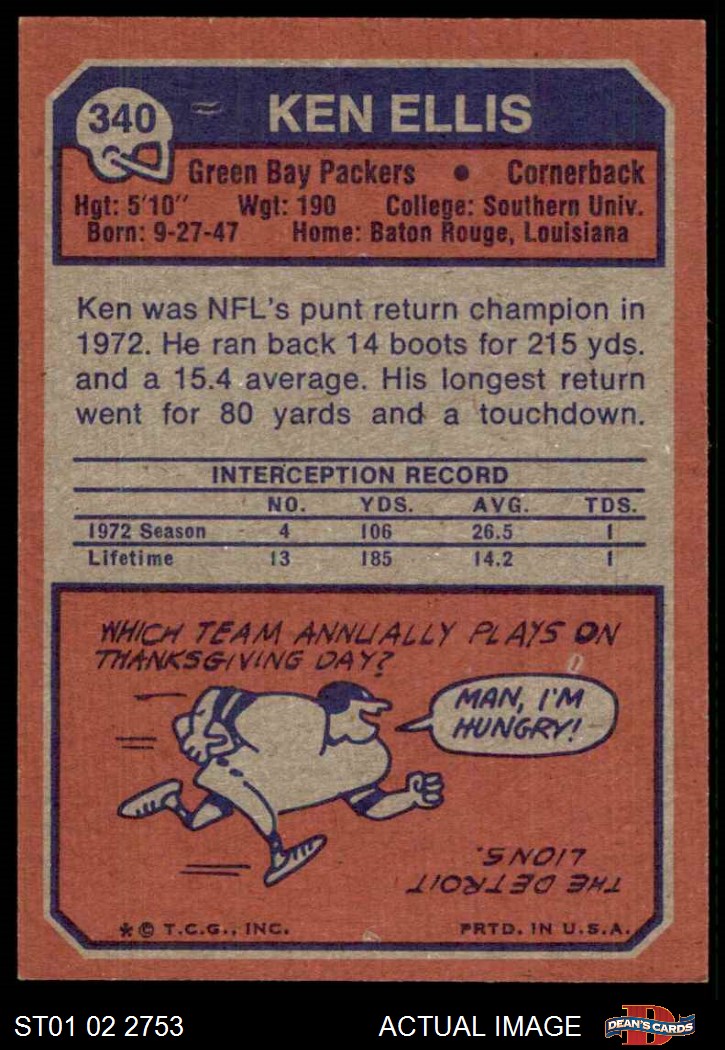 340
KEN ELLIS
Green Bay Packers • Cornerback
Hgt: 5'10" Wgt: 190 College: Southern Univ.
Born: 9-27-47 Home: Baton Rouge, Louisiana
Ken was NFL's punt return champion in
1972. He ran back 14 boots for 215 yds.
and a 15.4 average. His longest return
went for 80 yards and a touchdown.
INTERCEPTION RECORD
NO. YDS. AVG. TDS.
1972 Season 4 106 26.5 1
Lifetime 13 185 14.2 1
WHICH TEAM ANNUALLY PLAYS ON
THANKSGIVING DAY?
MAN, I'M
HUNGRY!
THE DETROIT
LIONS.
* © T.C.G., INC. PRTD. IN U.S.A.
ST01 02 2753 ACTUAL IMAGE
D
DEAN'S CARDS